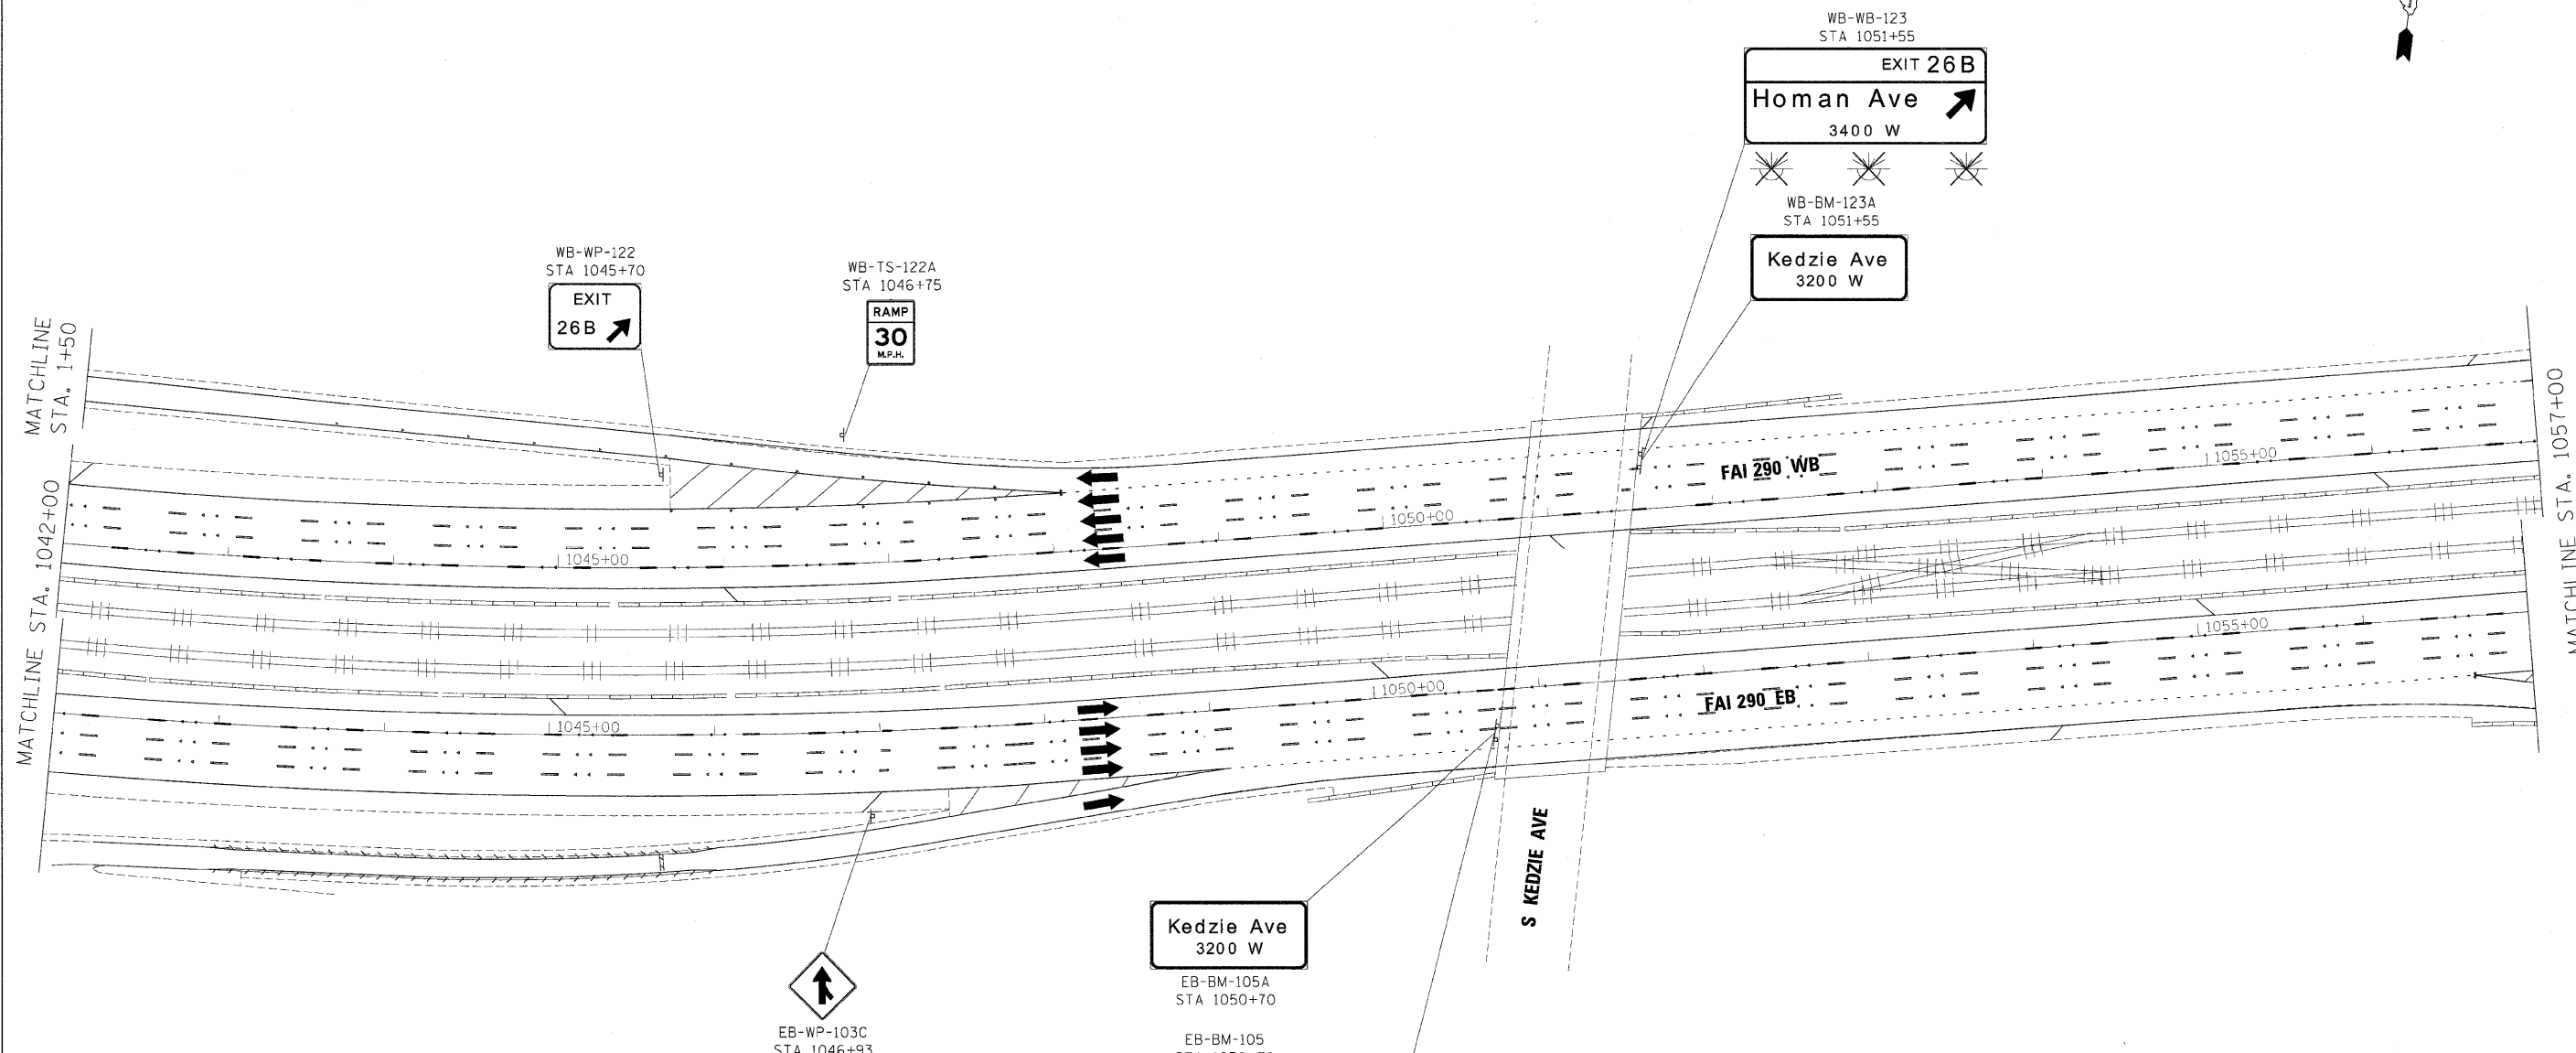 WB-WB-123
STA 1051+55
EXIT 26B
Homan Ave
3400 W
WB-BM-123A
STA 1051+55
Kedzie Ave
3200 W
WB-WP-122
STA 1045+70
EXIT
26B
WB-TS-122A
STA 1046+75
RAMP
30
M.P.H.
MATCHLINE
STA. 1+50
MATCHLINE STA. 1042+00
MATCHLINE STA. 1057+00
FAI 290 WB
1055+00
1050+00
1045+00
1055+00
1050+00
FAI 290 EB
1045+00
S KEDZIE AVE
Kedzie Ave
3200 W
EB-BM-105A
STA 1050+70
EB-WP-103C
STA 1046+93
EB-BM-105